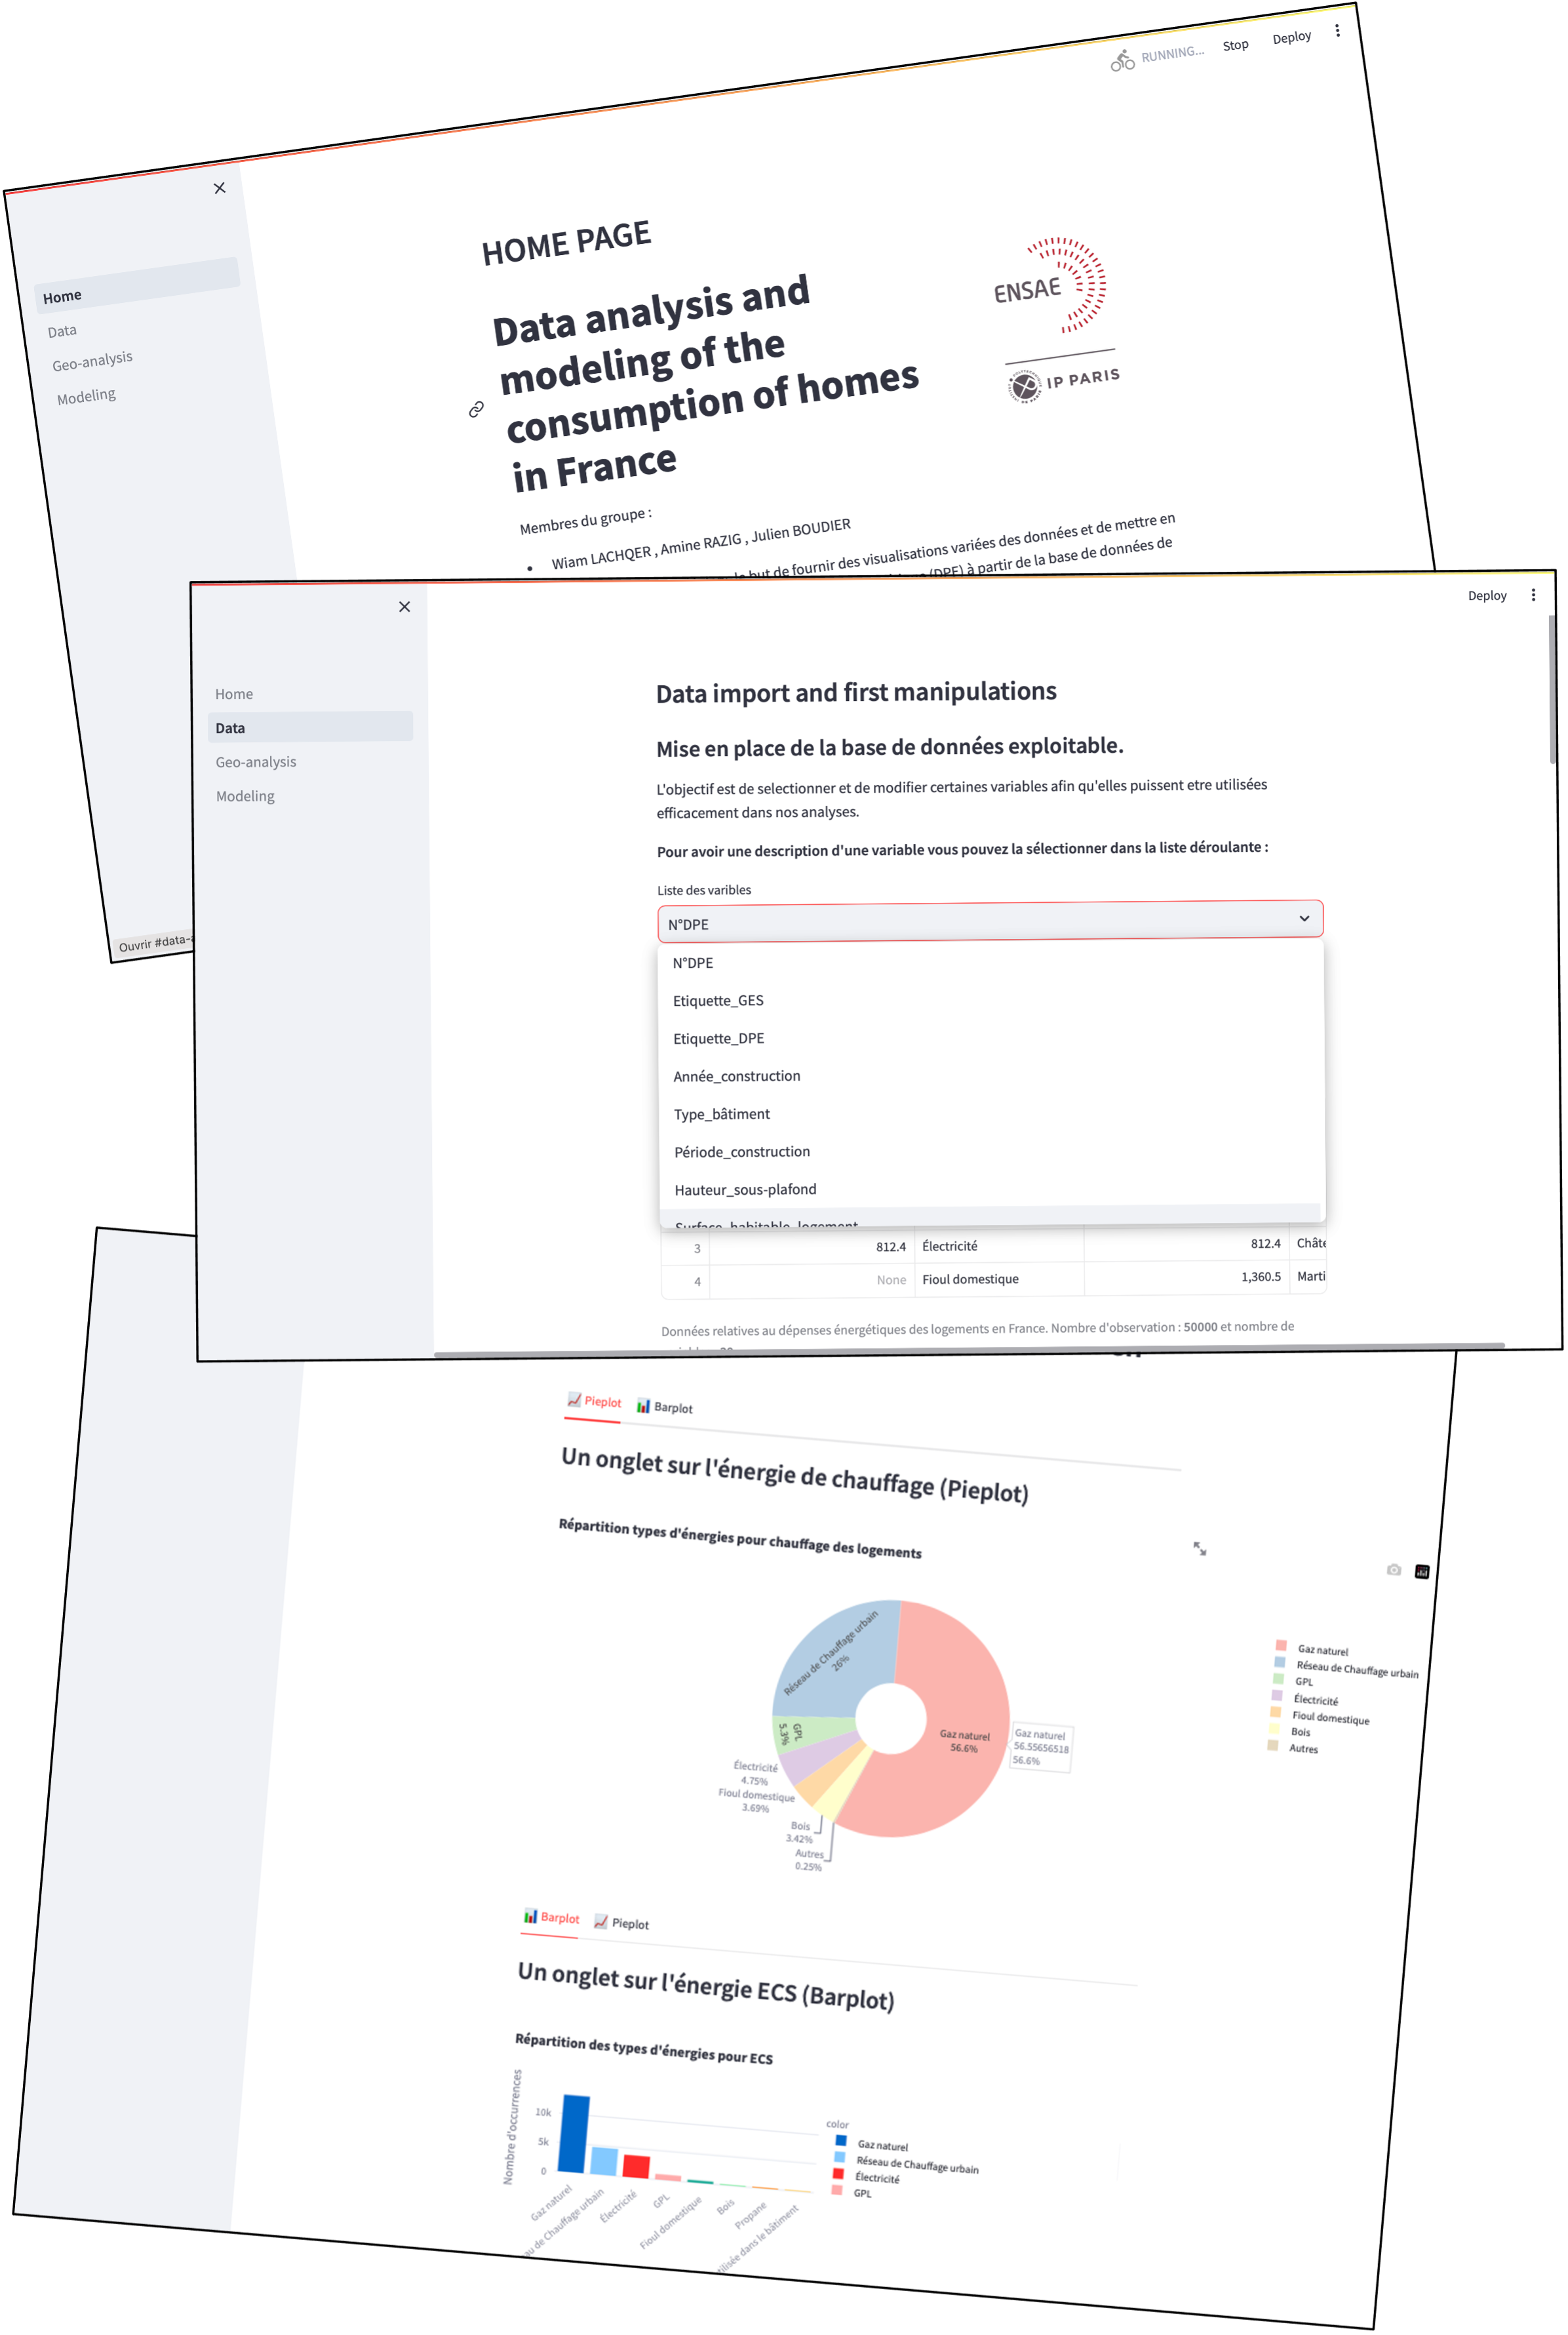 RUNNING...
Stop
Deploy
Home
Data
Geo-analysis
Modeling
HOME PAGE
Data analysis and
modeling of the
consumption of homes
in France
ENSAE
IP PARIS
Membres du groupe :
• Wiam LACHQER , Amine RAZIG , Julien BOUDIER
but de fournir des visualisations variées des données et de mettre en
(DPE) à partir de la base de données de
Ouvrir #data-a
Deploy
Home
Data
Geo-analysis
Modeling
Data import and first manipulations
Mise en place de la base de données exploitable.
L'objectif est de selectionner et de modifier certaines variables afin qu'elles puissent etre utilisées
efficacement dans nos analyses.
Pour avoir une description d'une variable vous pouvez la sélectionner dans la liste déroulante :
Liste des varibles
N°DPE
N°DPE
Etiquette_GES
Etiquette_DPE
Année_construction
Type_bâtiment
Période_construction
Hauteur_sous-plafond
Surface_habitable_logement
3 812.4 Électricité 812.4 Châte
4 None Fioul domestique 1,360.5 Marti
Données relatives au dépenses énergétiques des logements en France. Nombre d'observation : 50000 et nombre de
Pieplot Barplot
Un onglet sur l'énergie de chauffage (Pieplot)
Répartition types d'énergies pour chauffage des logements
Réseau de Chauffage urbain
26%
Gaz naturel
56.6%
Gaz naturel
56.55656518
56.6%
GPL
5.3%
Électricité
4.75%
Fioul domestique
3.69%
Bois
3.42%
Autres
0.25%
Gaz naturel
Réseau de Chauffage urbain
GPL
Électricité
Fioul domestique
Bois
Autres
Barplot Pieplot
Un onglet sur l'énergie ECS (Barplot)
Répartition des types d'énergies pour ECS
Nombre d'occurrences
10k
5k
0
Gaz naturel
au de Chauffage urbain
Électricité
GPL
Fioul domestique
Bois
Propane
tilisée dans le bâtiment
color
Gaz naturel
Réseau de Chauffage urbain
Électricité
GPL